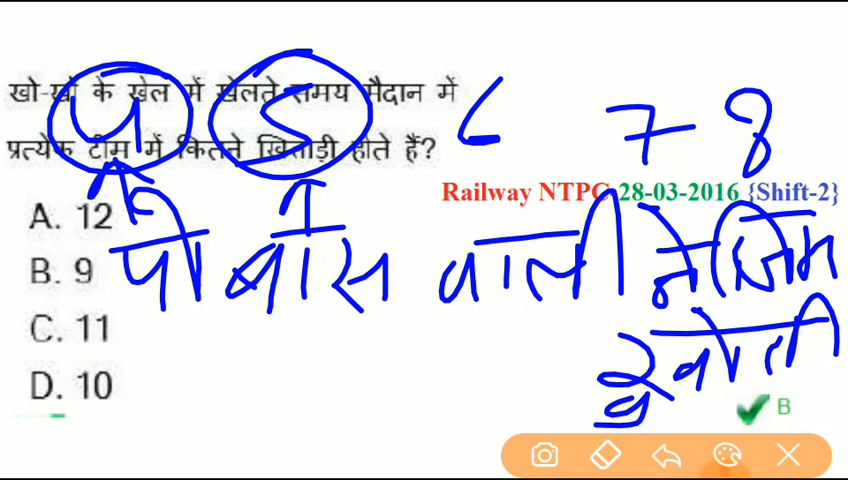 खो-खो के खेल में खेलते समय मैदान में
प्रत्येक टीम में कितने खिलाड़ी होते हैं?
5 6 7 8
Railway NTPC 28-03-2016 {Shift-2}
A. 12
B. 9
C. 11
D. 10
वाली
B